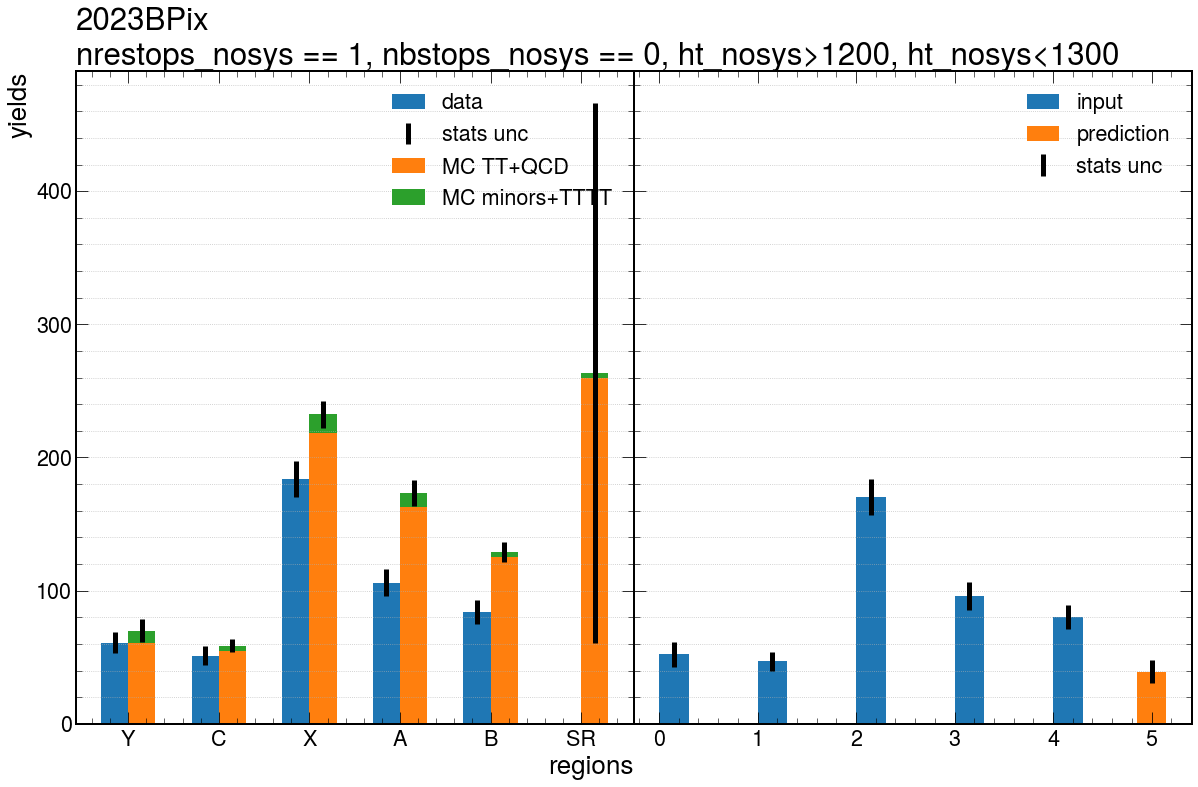 2023BPix
nrestops_nosys == 1, nbstops_nosys == 0, ht_nosys>1200, ht_nosys<1300
yields
data
stats unc
MC TT+QCD
MC minors+TTTT
input
prediction
stats unc
400
300
200
100
0
Y C X A B SR
0 1 2 3 4 5
regions